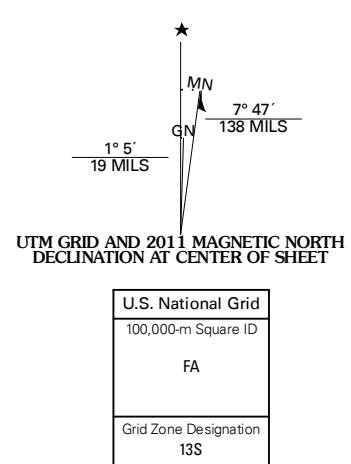 ★
MN
7° 47´
138 MILS
GN
1° 5´
19 MILS
UTM GRID AND 2011 MAGNETIC NORTH
DECLINATION AT CENTER OF SHEET
U.S. National Grid
100,000-m Square ID
FA
Grid Zone Designation
13S